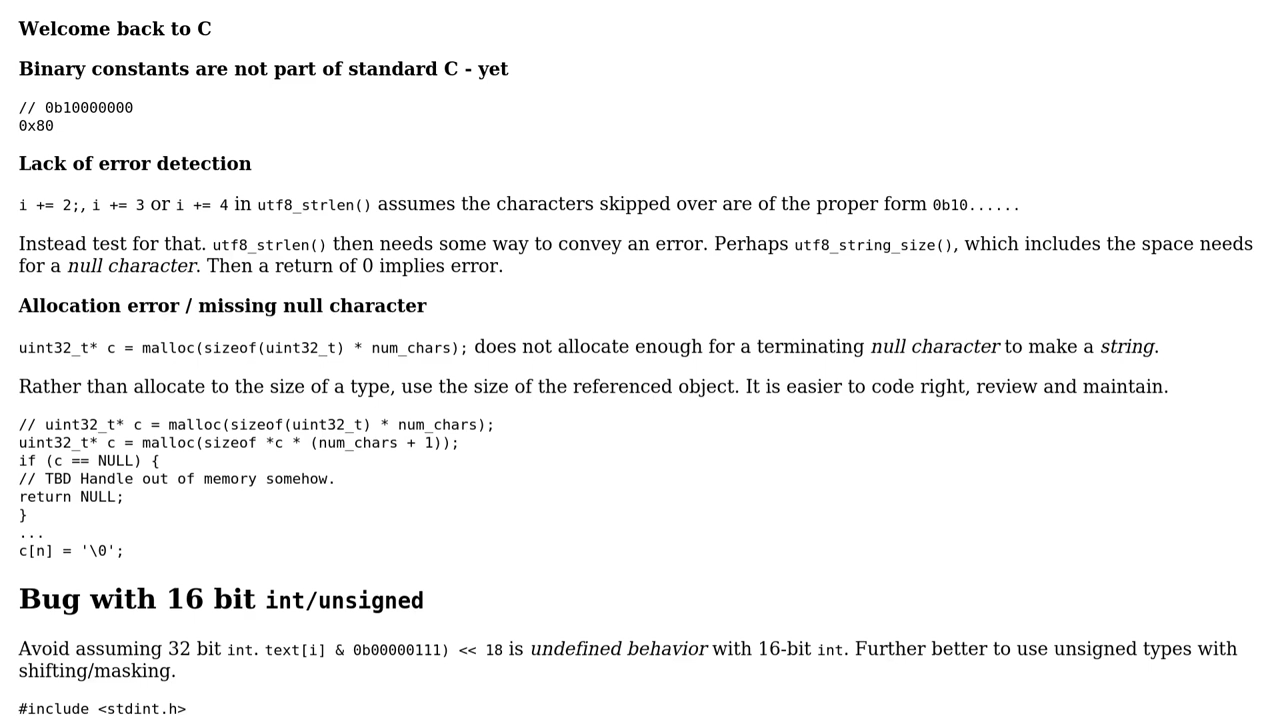 Welcome back to C
Binary constants are not part of standard C - yet
// 0b10000000
0x80
Lack of error detection
i += 2;, i += 3 or i += 4 in utf8_strlen() assumes the characters skipped over are of the proper form 0b10......
Instead test for that. utf8_strlen() then needs some way to convey an error. Perhaps utf8_string_size(), which includes the space needs
for a null character. Then a return of 0 implies error.
Allocation error / missing null character
uint32_t* c = malloc(sizeof(uint32_t) * num_chars); does not allocate enough for a terminating null character to make a string.
Rather than allocate to the size of a type, use the size of the referenced object. It is easier to code right, review and maintain.
// uint32_t* c = malloc(sizeof(uint32_t) * num_chars);
uint32_t* c = malloc(sizeof *c * (num_chars + 1));
if (c == NULL) {
// TBD Handle out of memory somehow.
return NULL;
}
...
c[n] = '\0';
Bug with 16 bit int/unsigned
Avoid assuming 32 bit int. text[i] & 0b00000111) << 18 is undefined behavior with 16-bit int. Further better to use unsigned types with
shifting/masking.
#include <stdint.h>